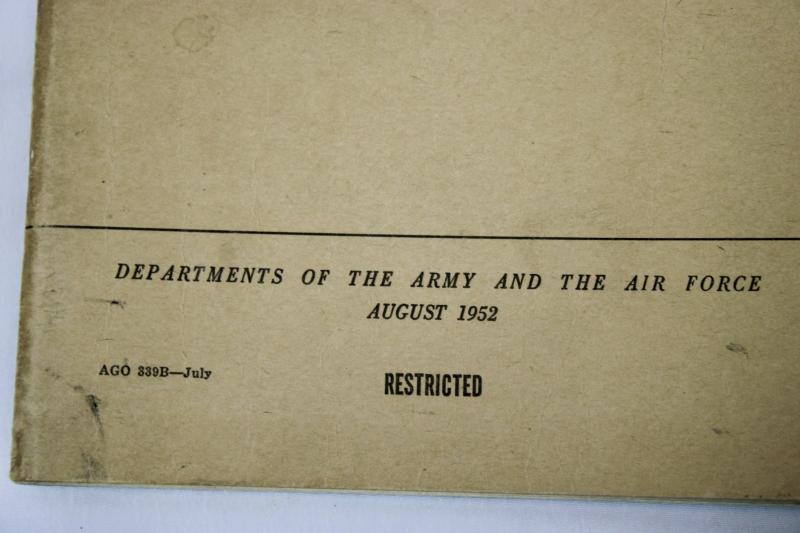 DEPARTMENTS OF THE ARMY AND THE AIR FORCE
AUGUST 1952
AGO 339B—July
RESTRICTED